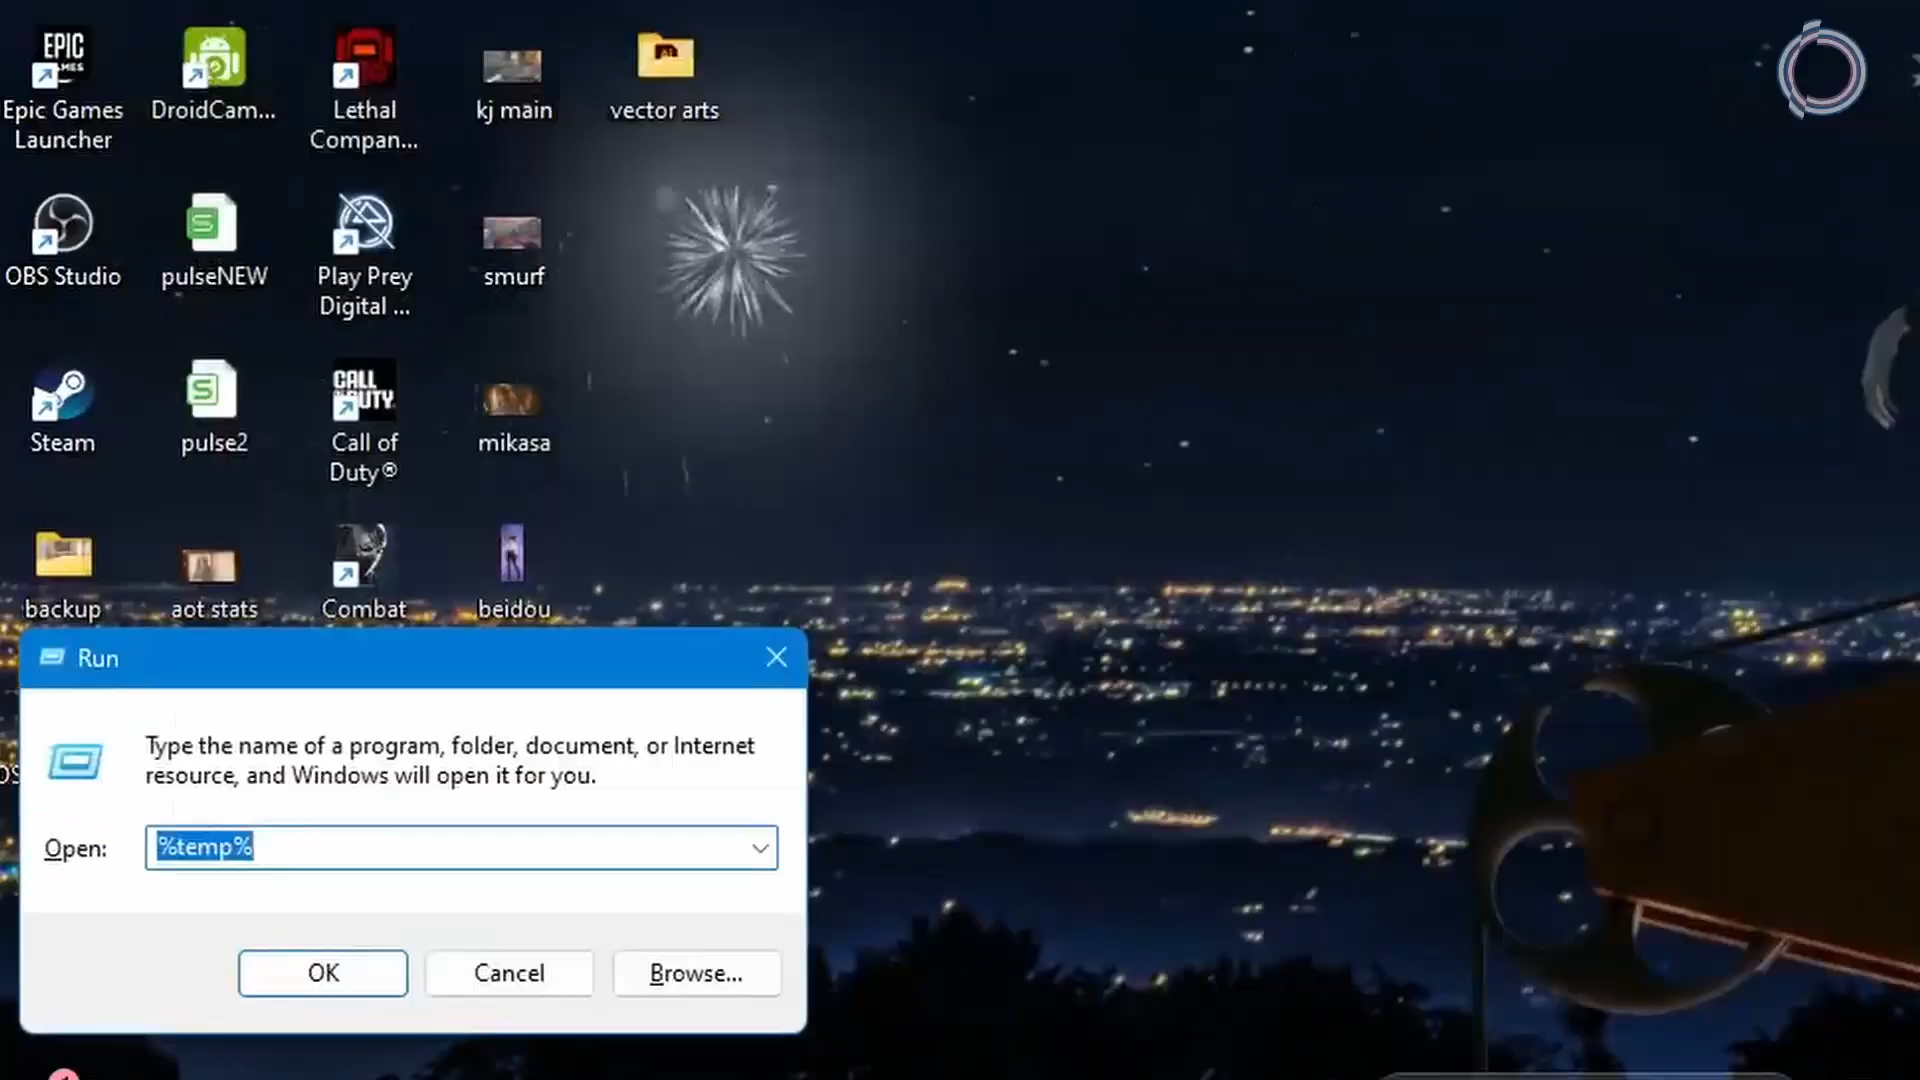 EPIC
GAMES
Epic Games
Launcher
DroidCam...
Lethal
Compan...
kj main
vector arts
OBS Studio
S
pulseNEW
Play Prey
Digital ...
smurf
Steam
S
pulse2
CALL
OF DUTY
Call of
Duty®
mikasa
backup
aot stats
Combat
beidou
Run
Type the name of a program, folder, document, or Internet
resource, and Windows will open it for you.
Open:
%temp%
OK
Cancel
Browse...